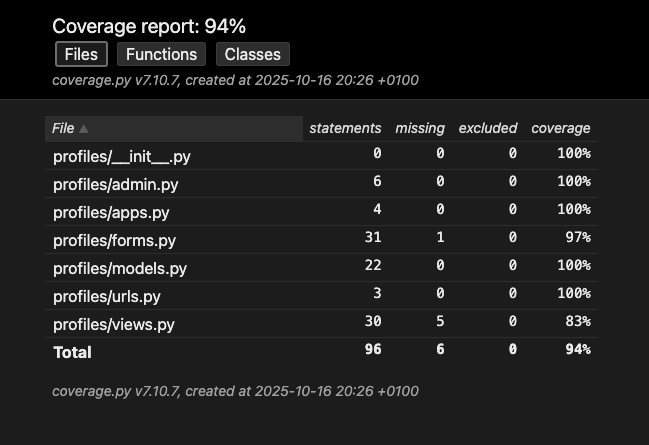 Coverage report: 94%
Files Functions Classes
coverage.py v7.10.7, created at 2025-10-16 20:26 +0100
File ▲ statements missing excluded coverage
profiles/__init__.py 0 0 0 100%
profiles/admin.py 6 0 0 100%
profiles/apps.py 4 0 0 100%
profiles/forms.py 31 1 0 97%
profiles/models.py 22 0 0 100%
profiles/urls.py 3 0 0 100%
profiles/views.py 30 5 0 83%
Total 96 6 0 94%
coverage.py v7.10.7, created at 2025-10-16 20:26 +0100